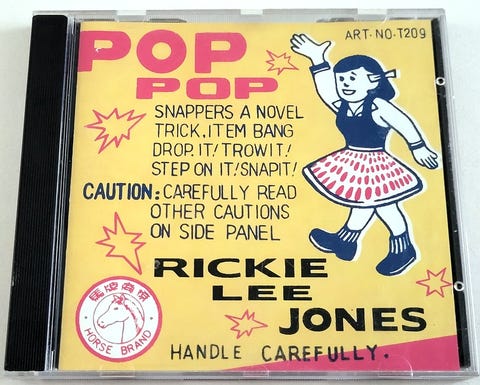 POP
ART·NO·T209
POP
SNAPPERS A NOVEL
TRICK.ITEM BANG
DROP.IT! TROWIT!
STEP ON IT! SNAPIT!
CAUTION: CAREFULLY READ
OTHER CAUTIONS
ON SIDE PANEL
RICKIE
LEE
JONES
HORSE BRAND
HANDLE CAREFULLY.